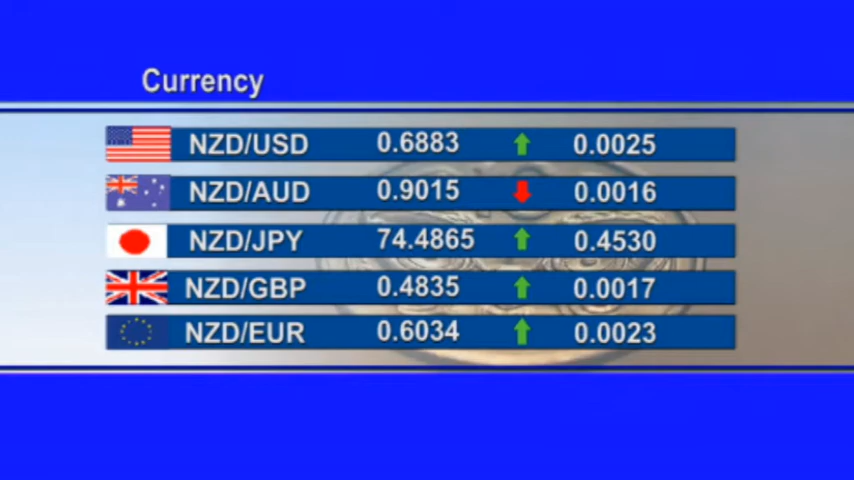 Currency
NZD/USD 0.6883 0.0025
NZD/AUD 0.9015 0.0016
NZD/JPY 74.4865 0.4530
NZD/GBP 0.4835 0.0017
NZD/EUR 0.6034 0.0023